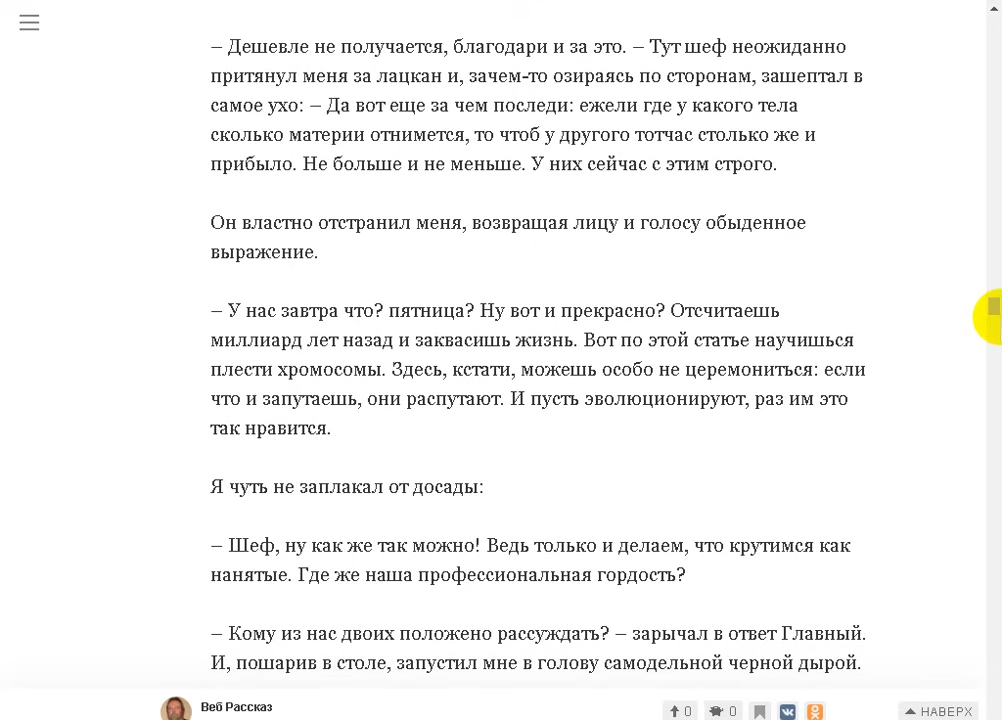 – Дешевле не получается, благодари и за это. – Тут шеф неожиданно
притянул меня за лацкан и, зачем-то озираясь по сторонам, зашептал в
самое ухо: – Да вот еще за чем последи: ежели где у какого тела
сколько материи отнимется, то чтоб у другого тотчас столько же и
прибыло. Не больше и не меньше. У них сейчас с этим строго.
Он властно отстранил меня, возвращая лицу и голосу обыденное
выражение.
– У нас завтра что? пятница? Ну вот и прекрасно? Отсчитаешь
миллиард лет назад и заквасишь жизнь. Вот по этой статье научишься
плести хромосомы. Здесь, кстати, можешь особо не церемониться: если
что и запутаешь, они распутают. И пусть эволюционируют, раз им это
так нравится.
Я чуть не заплакал от досады:
– Шеф, ну как же так можно! Ведь только и делаем, что крутимся как
нанятые. Где же наша профессиональная гордость?
– Кому из нас двоих положено рассуждать? – зарычал в ответ Главный.
И, пошарив в столе, запустил мне в голову самодельной черной дырой.
Веб Рассказ
0 0 НАВЕРХ